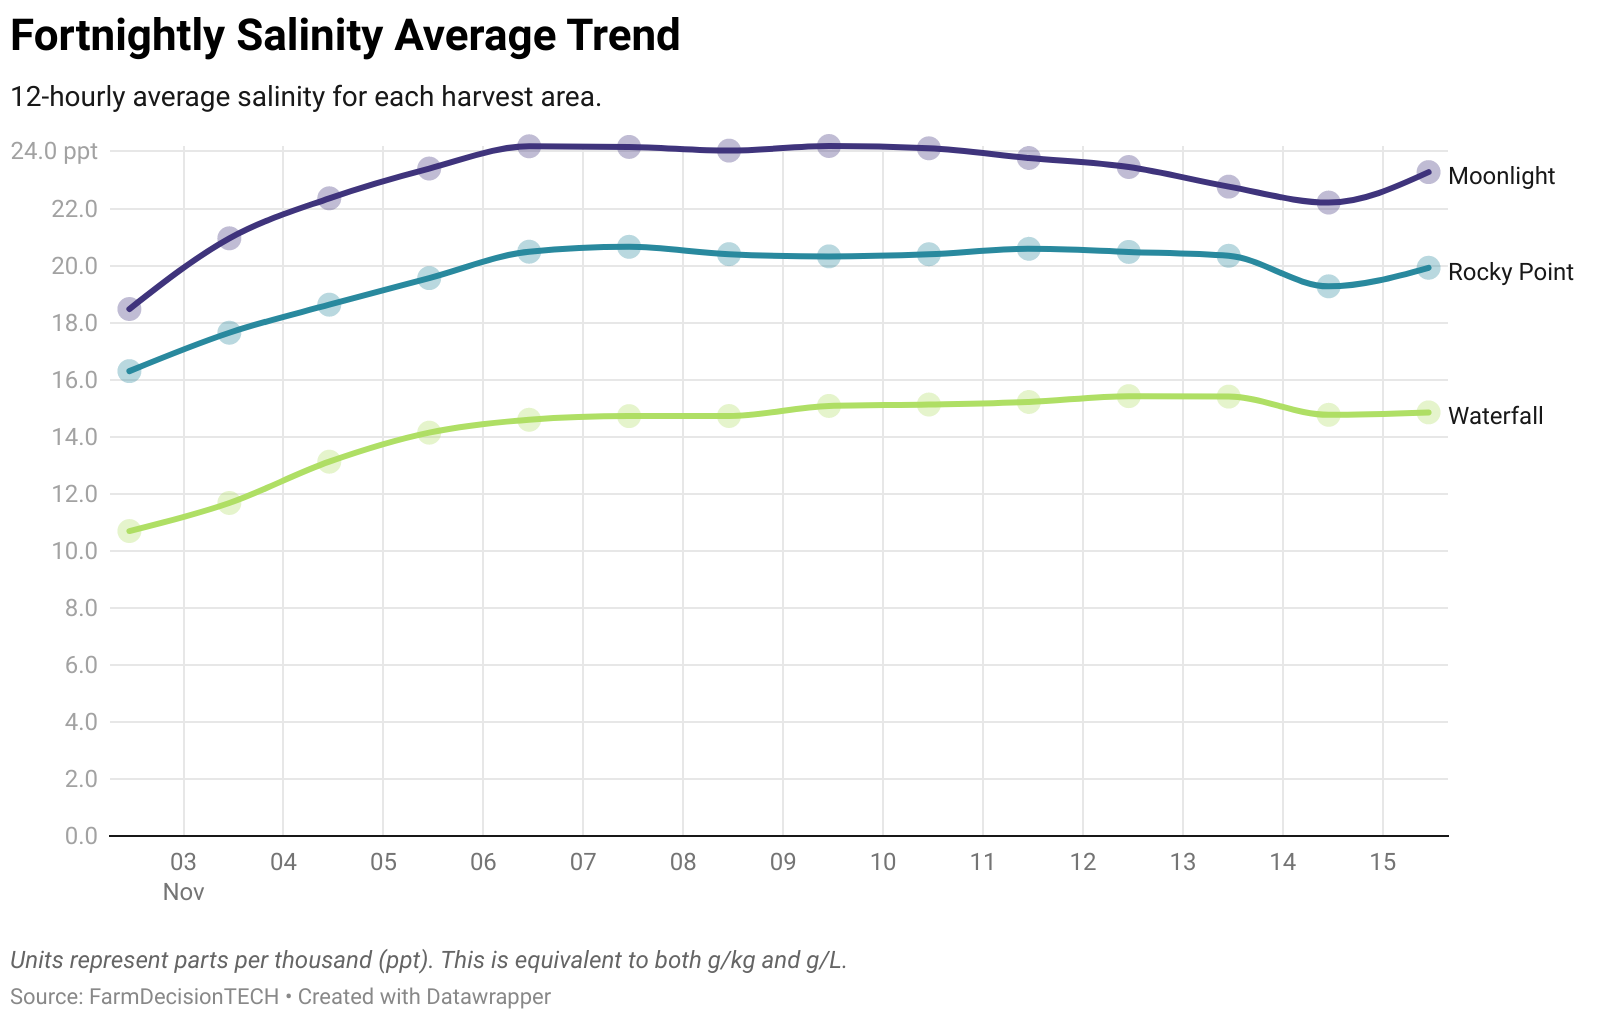 Fortnightly Salinity Average Trend
12-hourly average salinity for each harvest area.
24.0 ppt
Moonlight
22.0
20.0
Rocky Point
18.0
16.0
Waterfall
14.0
12.0
10.0
8.0
6.0
4.0
2.0
0.0
03 04 05 06 07 08 09 10 11 12 13 14 15
Nov
Units represent parts per thousand (ppt). This is equivalent to both g/kg and g/L.
Source: FarmDecisionTECH • Created with Datawrapper